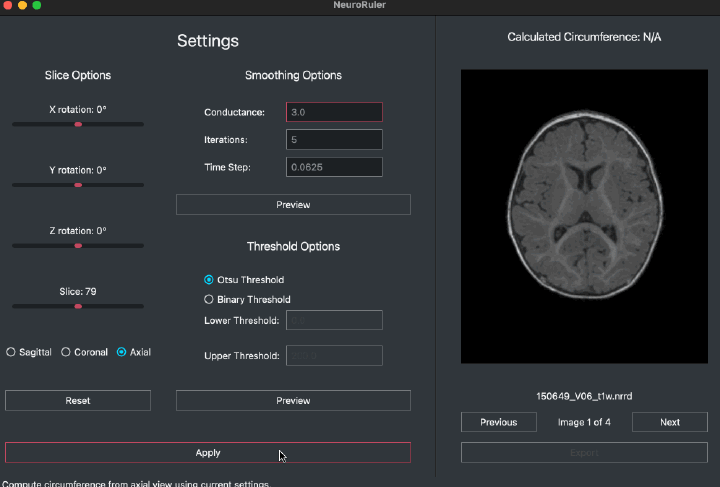 NeuroRuler
Settings
Slice Options
X rotation: 0°
Y rotation: 0°
Z rotation: 0°
Slice: 79
Sagittal
Coronal
Axial
Reset
Smoothing Options
Conductance: 3.0
Iterations: 5
Time Step: 0.0625
Preview
Threshold Options
Otsu Threshold
Binary Threshold
Lower Threshold:
Upper Threshold:
Preview
Apply
Compute circumference from axial view using current settings
Calculated Circumference: N/A
150649_V06_t1w.nrrd
Previous
Image 1 of 4
Next
Export